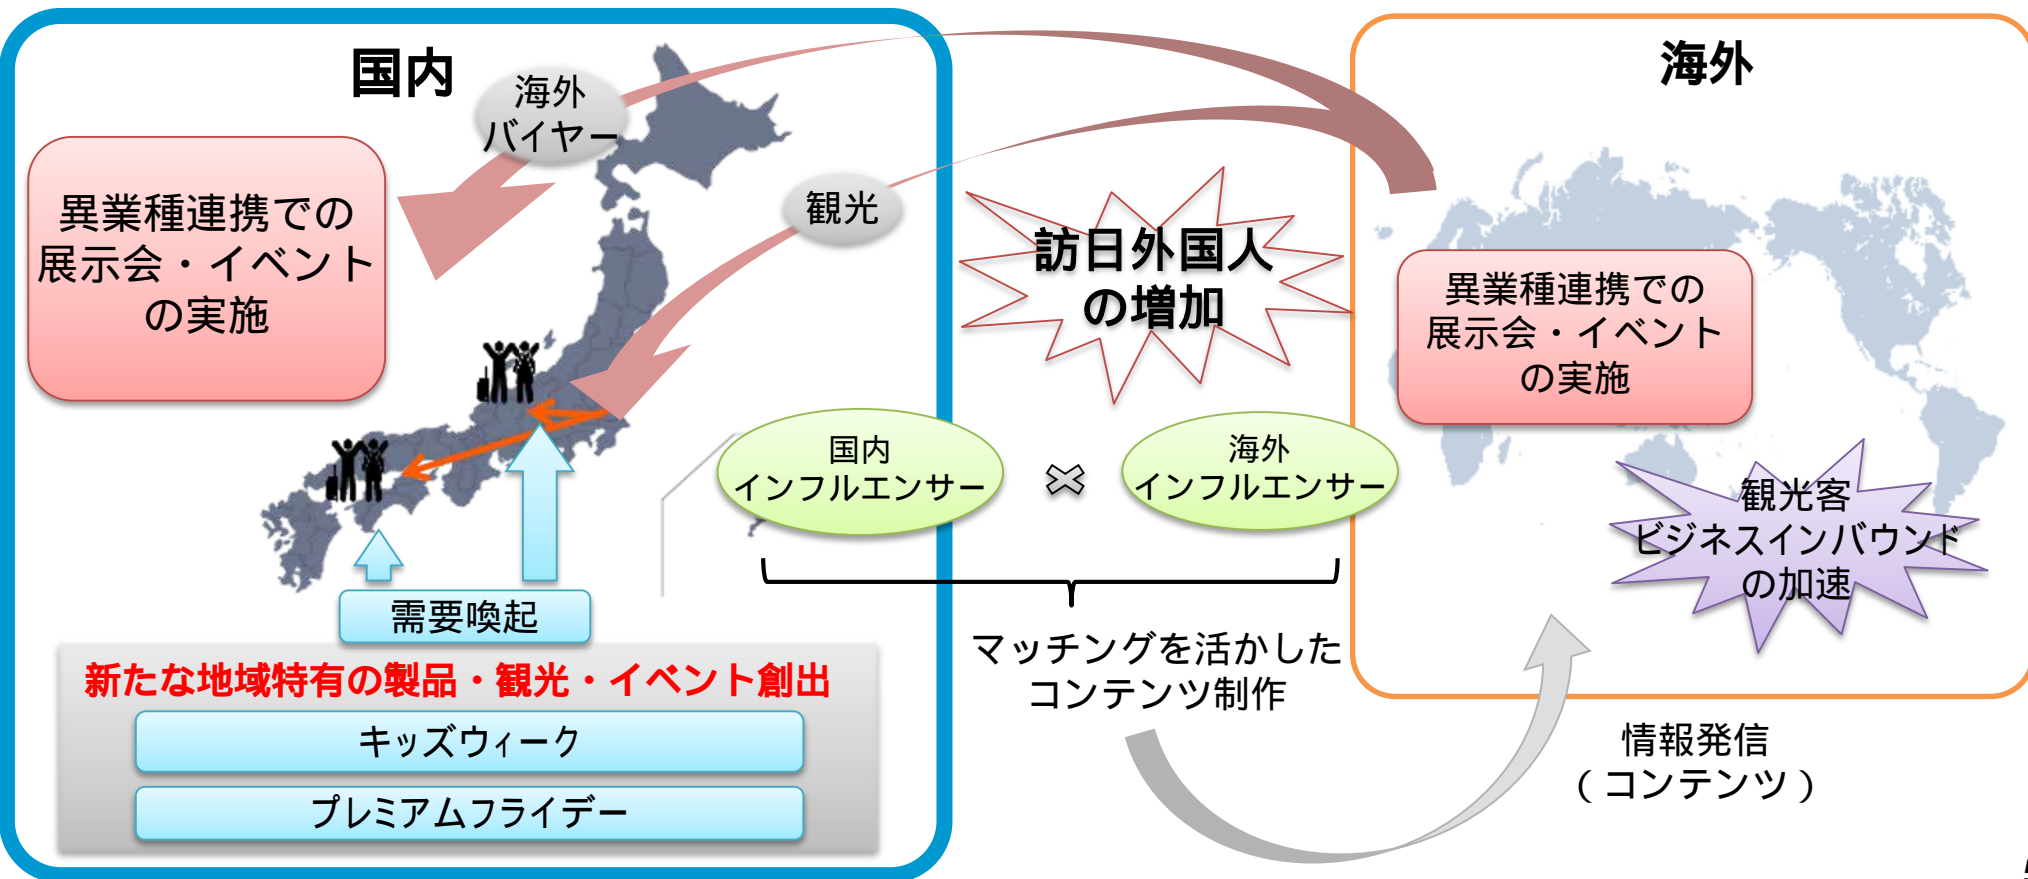 国内
海外
バイヤー
異業種連携での
展示会・イベント
の実施
観光
訪日外国人
の増加
海外
異業種連携での
展示会・イベント
の実施
国内
インフルエンサー
海外
インフルエンサー
観光客
ビジネスインバウンド
の加速
需要喚起
新たな地域特有の製品・観光・イベント創出
キッズウィーク
プレミアムフライデー
マッチングを活かした
コンテンツ制作
情報発信
(コンテンツ)